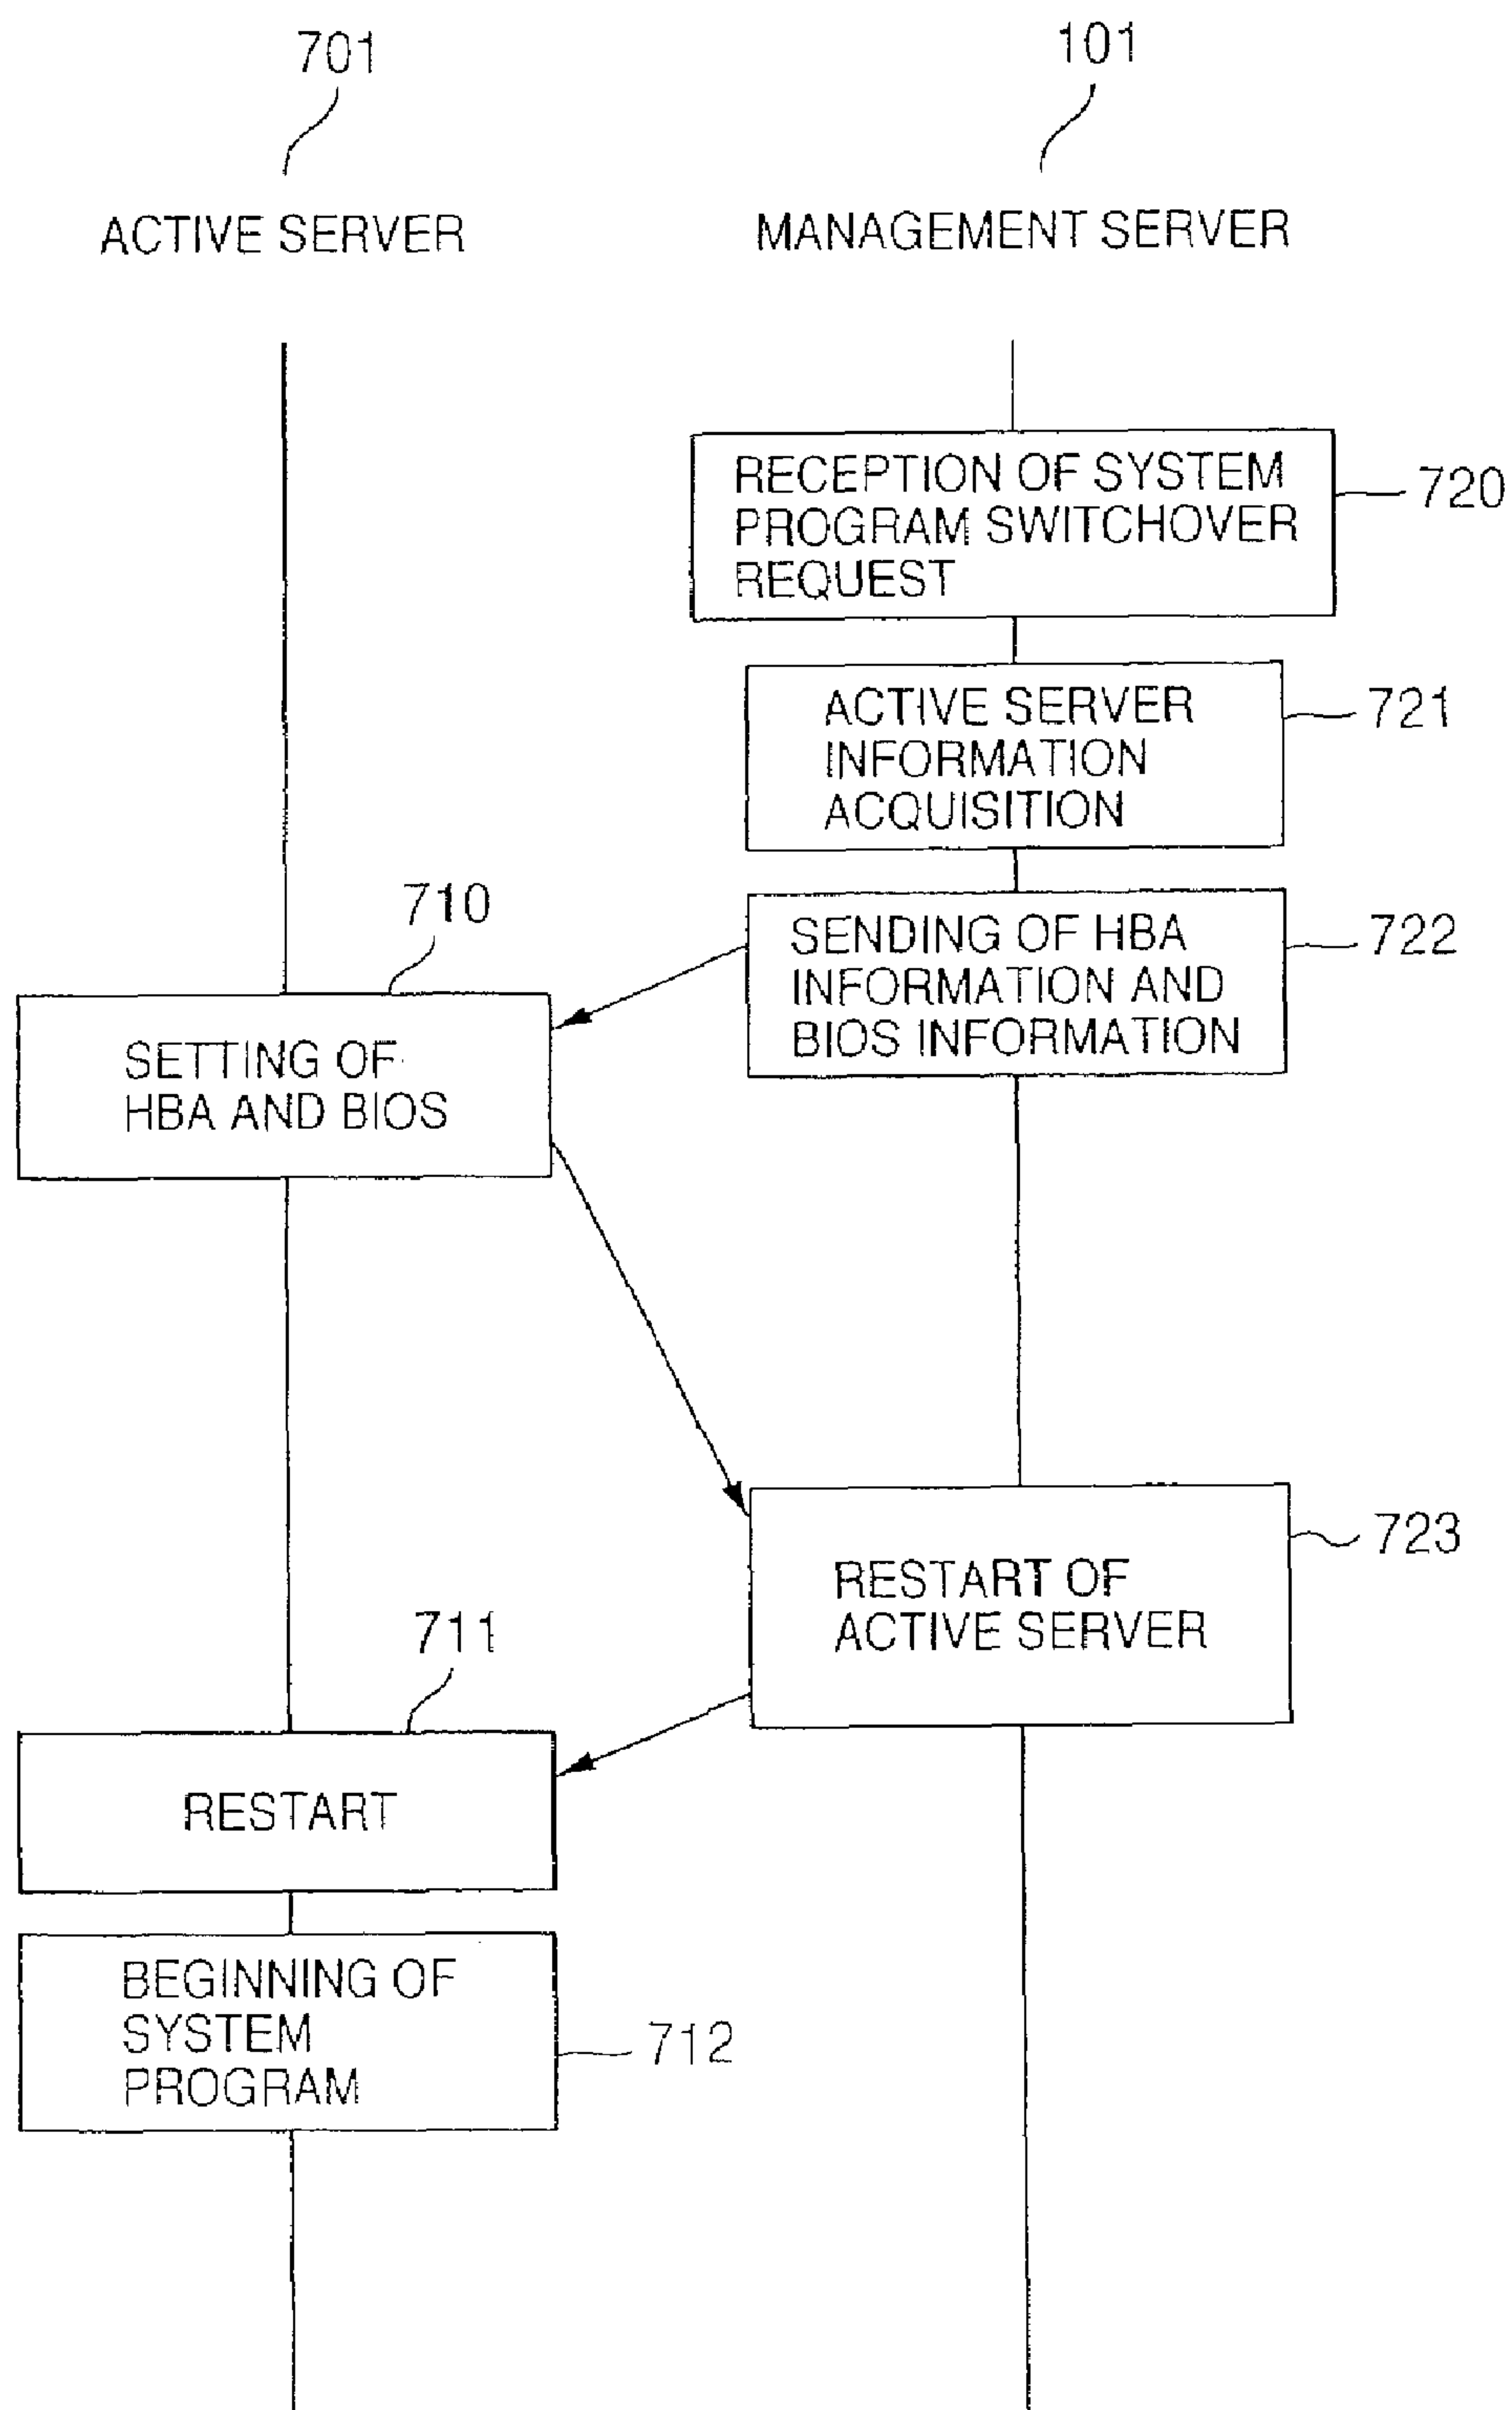 701
101
ACTIVE SERVER
MANAGEMENT SERVER
RECEPTION OF SYSTEM
PROGRAM SWITCHOVER
REQUEST
720
ACTIVE SERVER
INFORMATION
ACQUISITION
721
710
SENDING OF HBA
INFORMATION AND
BIOS INFORMATION
722
SETTING OF
HBA AND BIOS
RESTART OF
ACTIVE SERVER
723
711
RESTART
BEGINNING OF
SYSTEM
PROGRAM
712